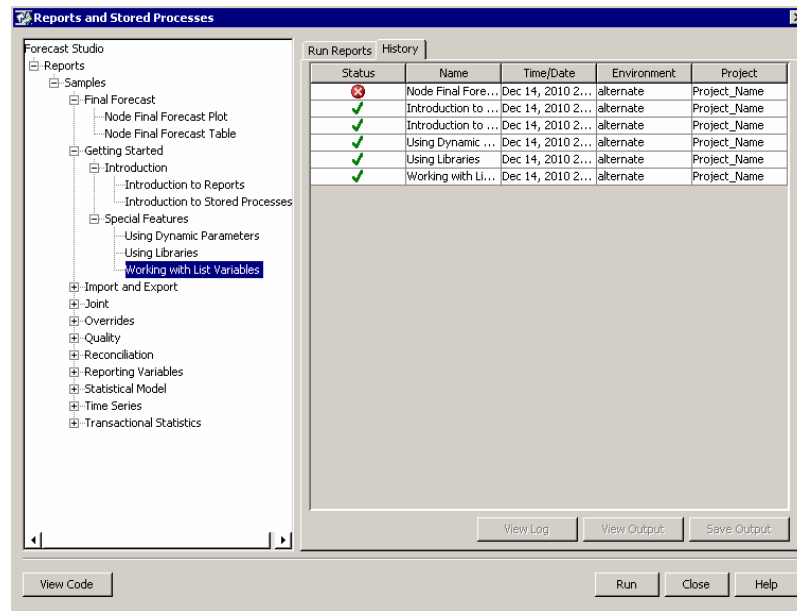 Reports and Stored Processes
Forecast Studio
Reports
Samples
Final Forecast
Node Final Forecast Plot
Node Final Forecast Table
Getting Started
Introduction
Introduction to Reports
Introduction to Stored Processes
Special Features
Using Dynamic Parameters
Using Libraries
Working with List Variables
Import and Export
Joint
Overrides
Quality
Reconciliation
Reporting Variables
Statistical Model
Time Series
Transactional Statistics
Run Reports History
Status Name Time/Date Environment Project
Node Final Fore... Dec 14, 2010 2... alternate Project_Name
Introduction to ... Dec 14, 2010 2... alternate Project_Name
Introduction to ... Dec 14, 2010 2... alternate Project_Name
Using Dynamic ... Dec 14, 2010 2... alternate Project_Name
Using Libraries Dec 14, 2010 2... alternate Project_Name
Working with Li... Dec 14, 2010 2... alternate Project_Name
View Log View Output Save Output
View Code Run Close Help